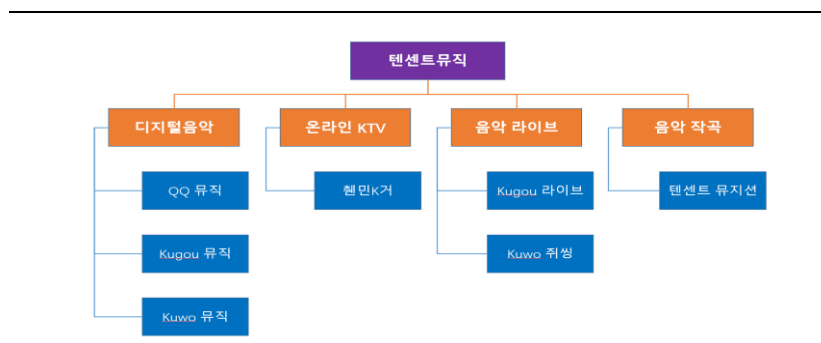 텐센트뮤직
디지털음악
온라인 KTV
음악 라이브
음악 작곡
QQ 뮤직
췐민K거
Kugou 라이브
텐센트 뮤지션
Kugou 뮤직
Kuwo 쥐씽
Kuwo 뮤직